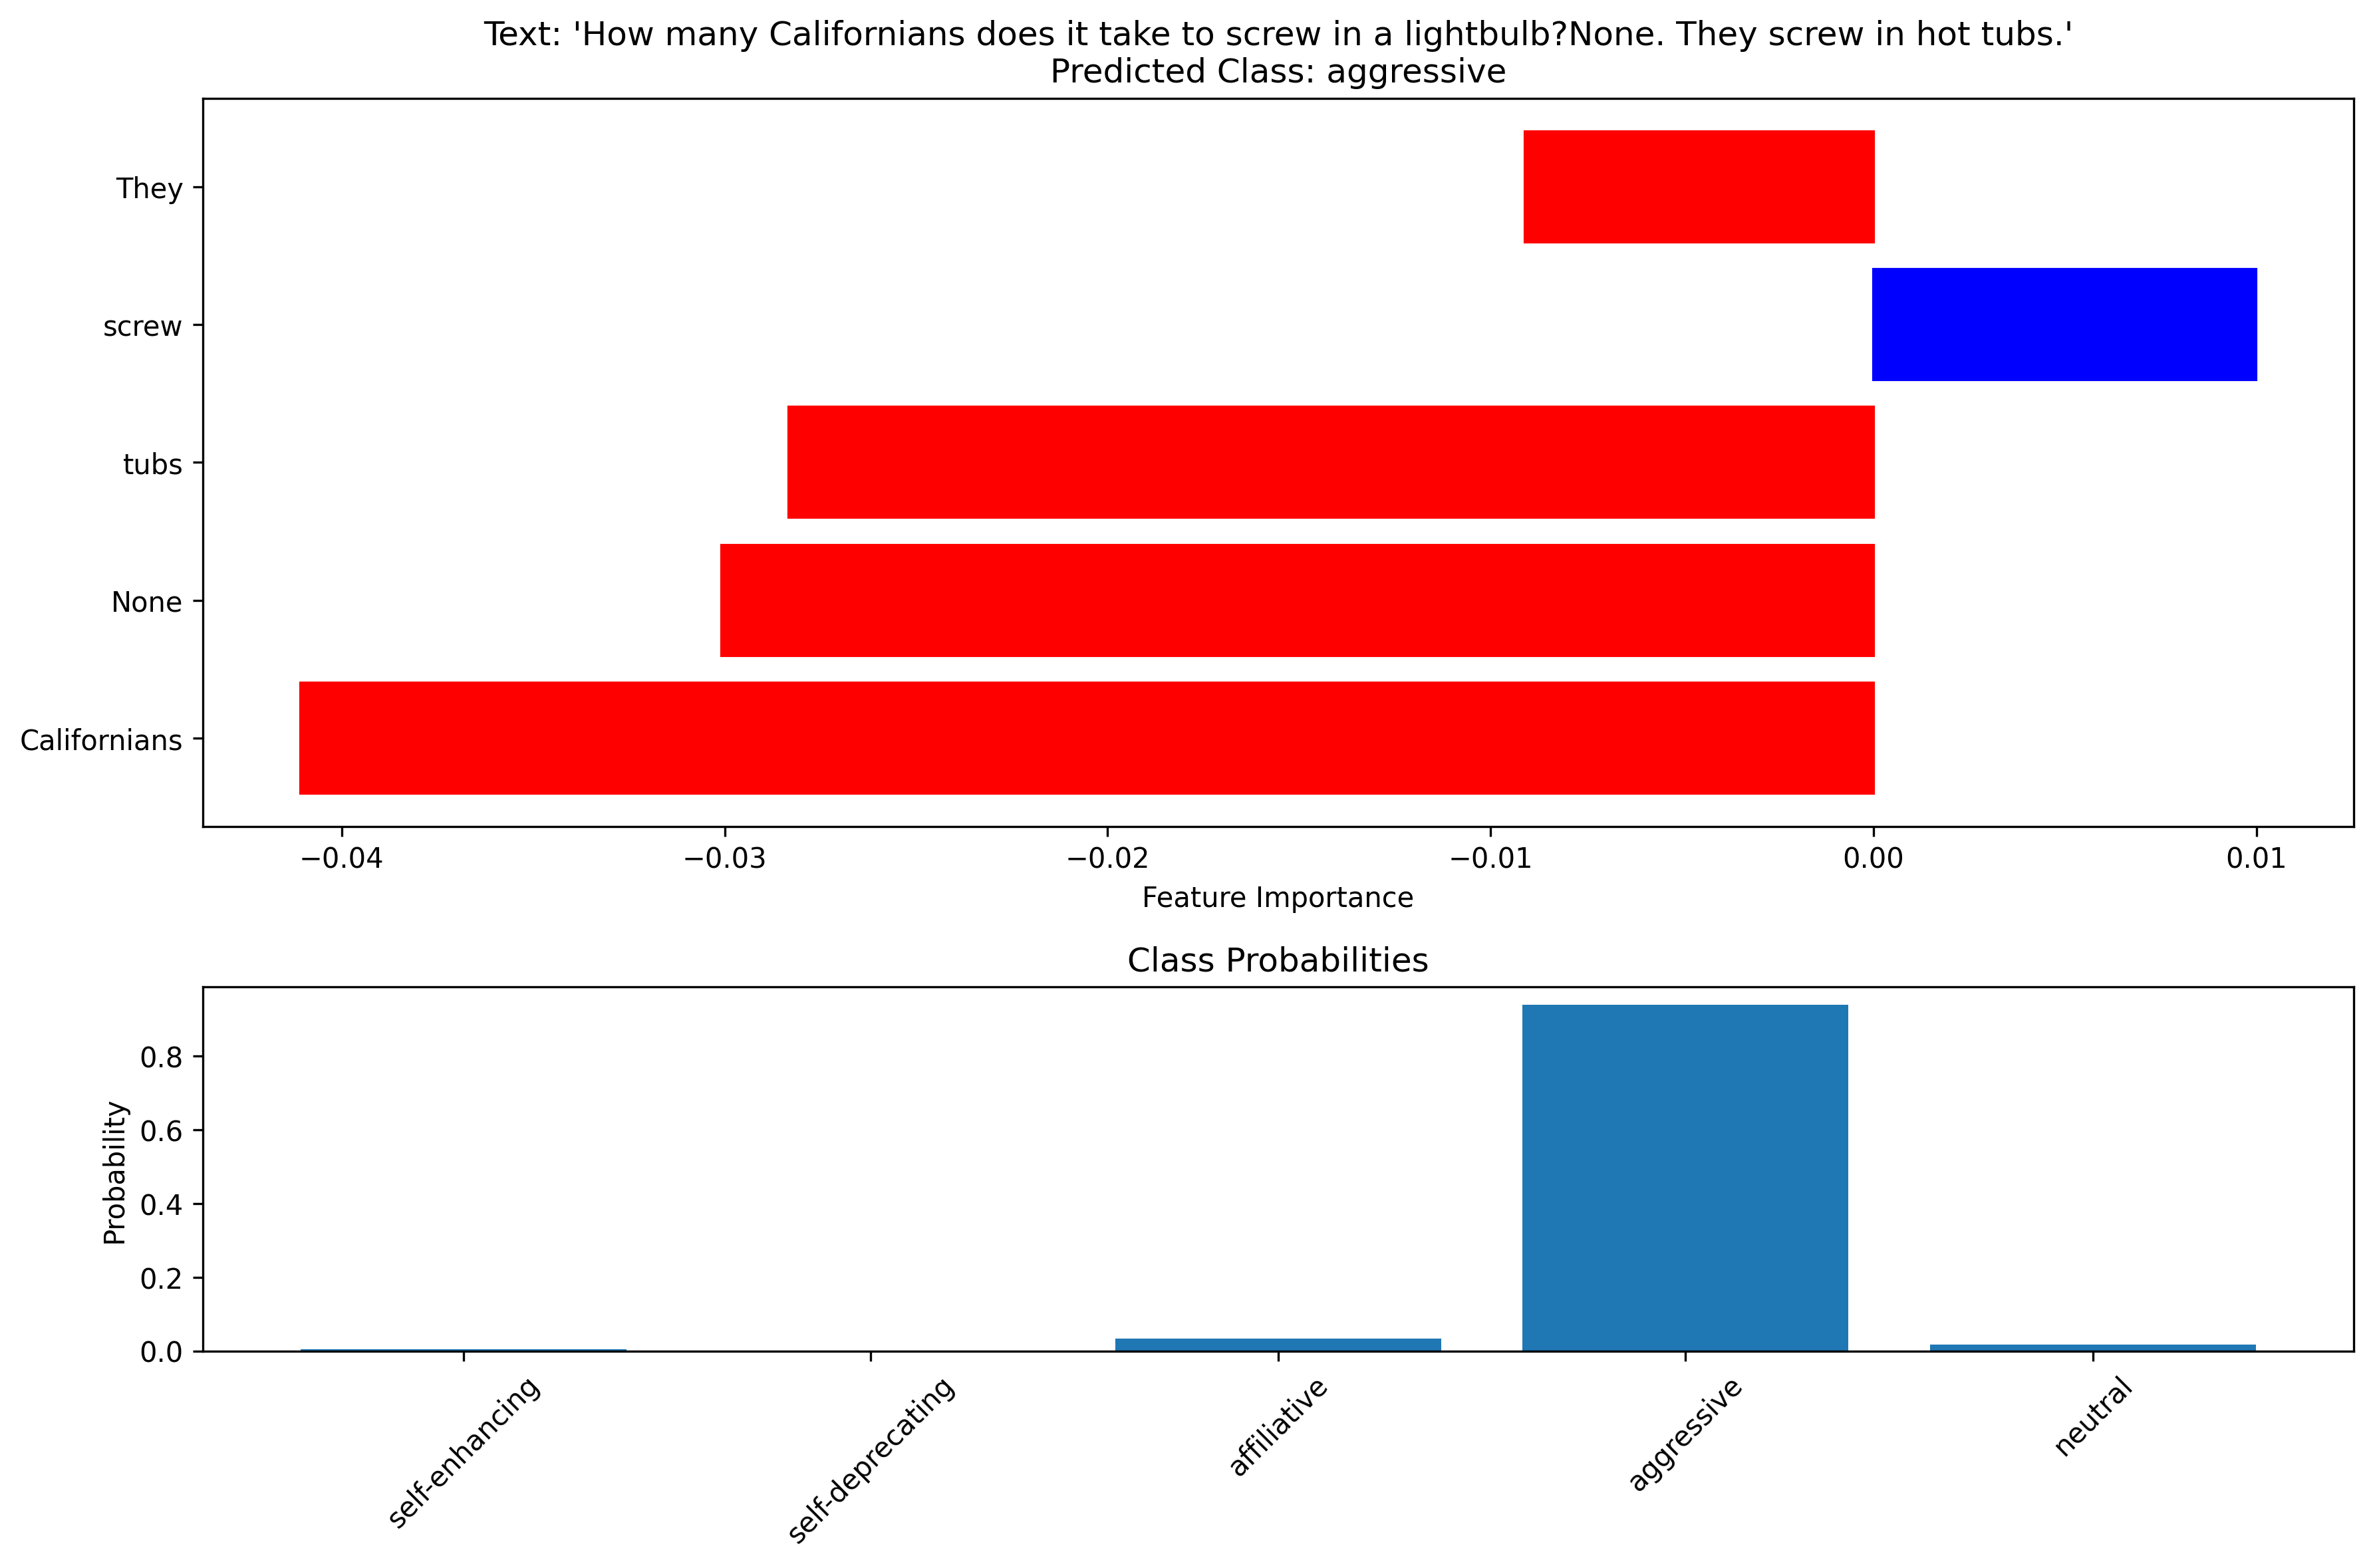 Text: 'How many Californians does it take to screw in a lightbulb?None. They screw in hot tubs.'
Predicted Class: aggressive
They
screw
tubs
None
Californians
−0.04
−0.03
−0.02
−0.01
0.00
0.01
Feature Importance
Class Probabilities
Probability
0.8
0.6
0.4
0.2
0.0
self-enhancing
self-deprecating
affiliative
aggressive
neutral